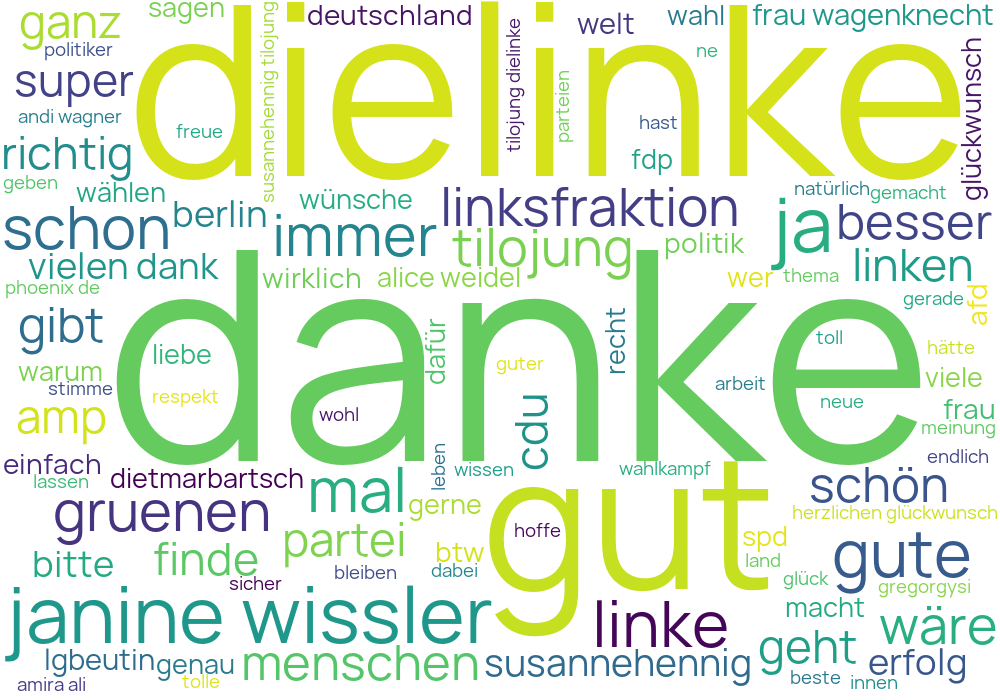 ganz
sagen
deutschland
welt
wahl
frau wagenknecht
politiker
dielinke
susannehennig tilojung
tilojung dielinke
parteien
ne
glückwunsch
super
andi wagner
freue
hast
fdp
richtig
geben
wählen
wünsche
linksfraktion
natürlich
gemacht
schon
berlin
immer
tilojung
politik
ja
besser
vielen dank
wirklich
alice weidel
wer
thema
linken
phoenix de
gerade
afd
gibt
danke
liebe
dafür
recht
toll
hätte
warum
stimme
respekt
guter
arbeit
viele
amp
wohl
cdu
neue
frau
meinung
einfach
lassen
dietmarbartsch
leben
wissen
wahlkampf
endlich
gruenen
mal
gerne
gut
schön
herzlichen glückwunsch
bitte
finde
partei
btw
hoffe
spd
land
gute
sicher
bleiben
dabei
glück
gregorgysi
janine wissler
linke
macht
wäre
lgbeutin
genau
menschen
susannehennig
geht
erfolg
amira ali
tolle
beste
innen